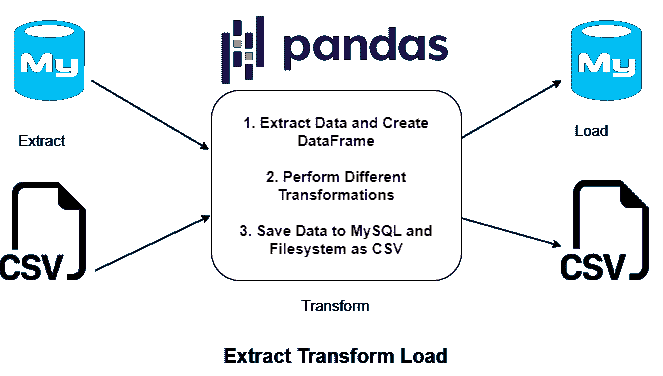 My
pandas
My
1. Extract Data and Create
DataFrame
2. Perform Different
Transformations
3. Save Data to MySQL and
Filesystem as CSV
Extract
Load
CSV
CSV
Transform
Extract Transform Load